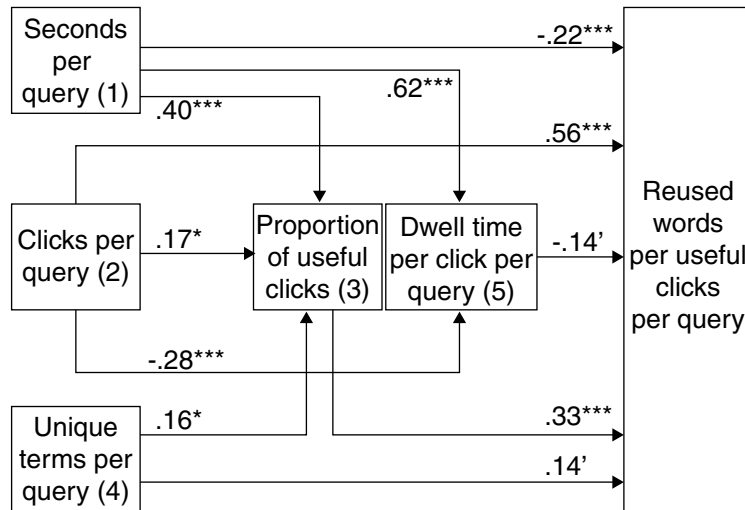 Seconds
per
query (1)
-.22***
.62***
.40***
.56***
Clicks per
query (2)
.17*
Proportion
of useful
clicks (3)
Dwell time
per click per
query (5)
-.14’
Reused
words
per useful
clicks
per query
-.28***
Unique
terms per
query (4)
.16*
.33***
.14’